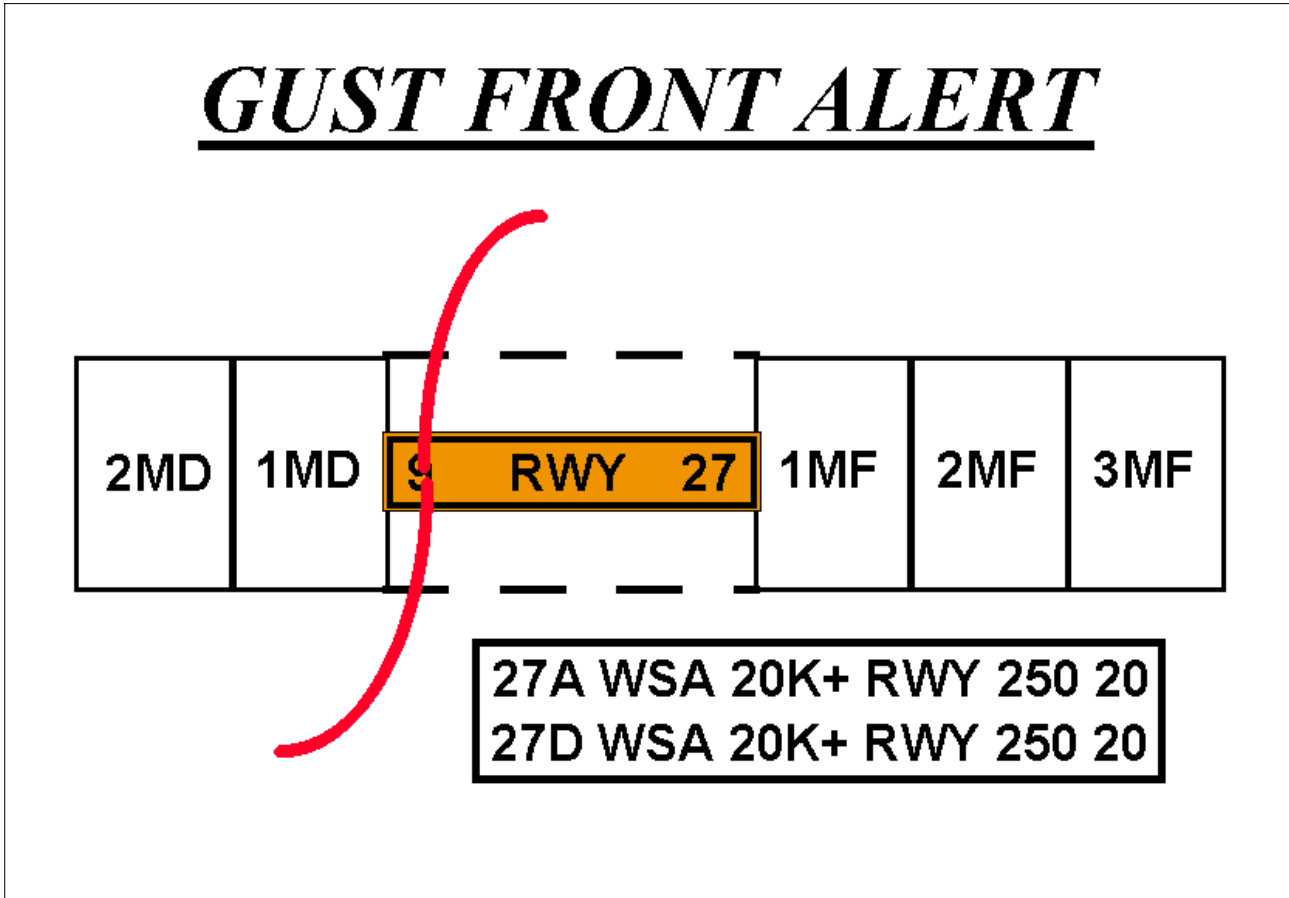 GUST FRONT ALERT
2MD 1MD 9 RWY 27 1MF 2MF 3MF
27A WSA 20K+ RWY 250 20
27D WSA 20K+ RWY 250 20